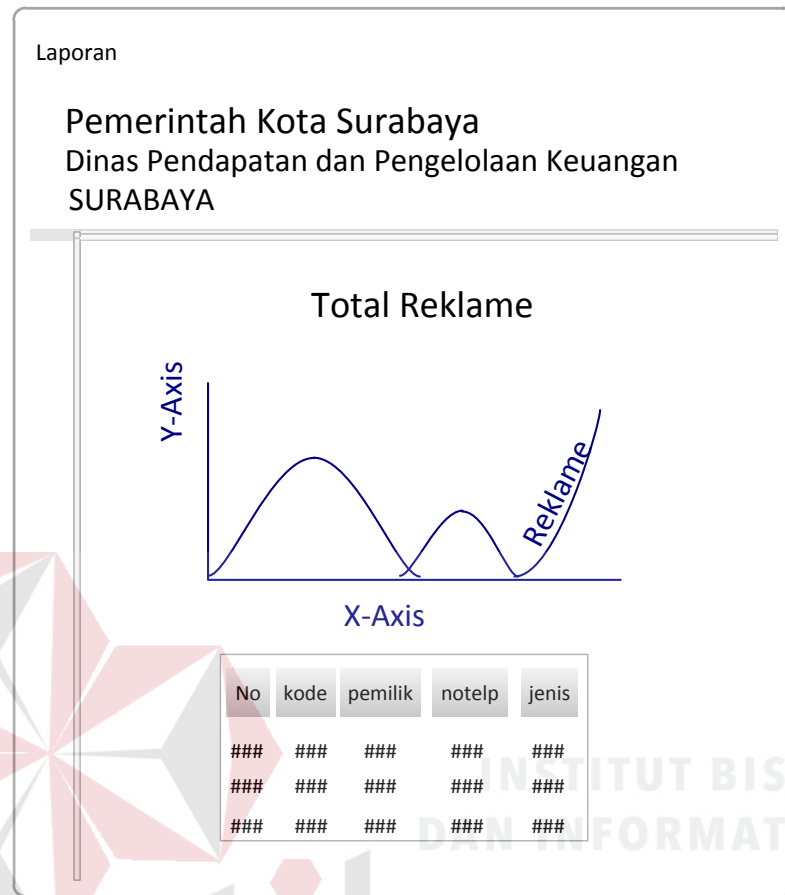 Laporan
Pemerintah Kota Surabaya
Dinas Pendapatan dan Pengelolaan Keuangan
SURABAYA
Total Reklame
Y-Axis
Reklame
X-Axis
No kode pemilik notelp jenis
### ### ### ### ###
### ### ### ### ###
### ### ### ### ###
INSTITUT BIS
DAN INFORMAT